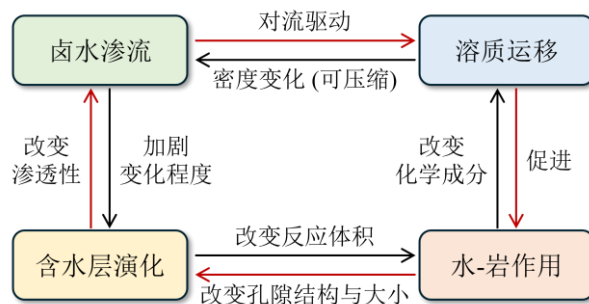 对流驱动
卤水渗流
溶质运移
密度变化 (可压缩)
改变
渗透性
加剧
变化程度
改变
化学成分
促进
改变反应体积
含水层演化
水-岩作用
改变孔隙结构与大小